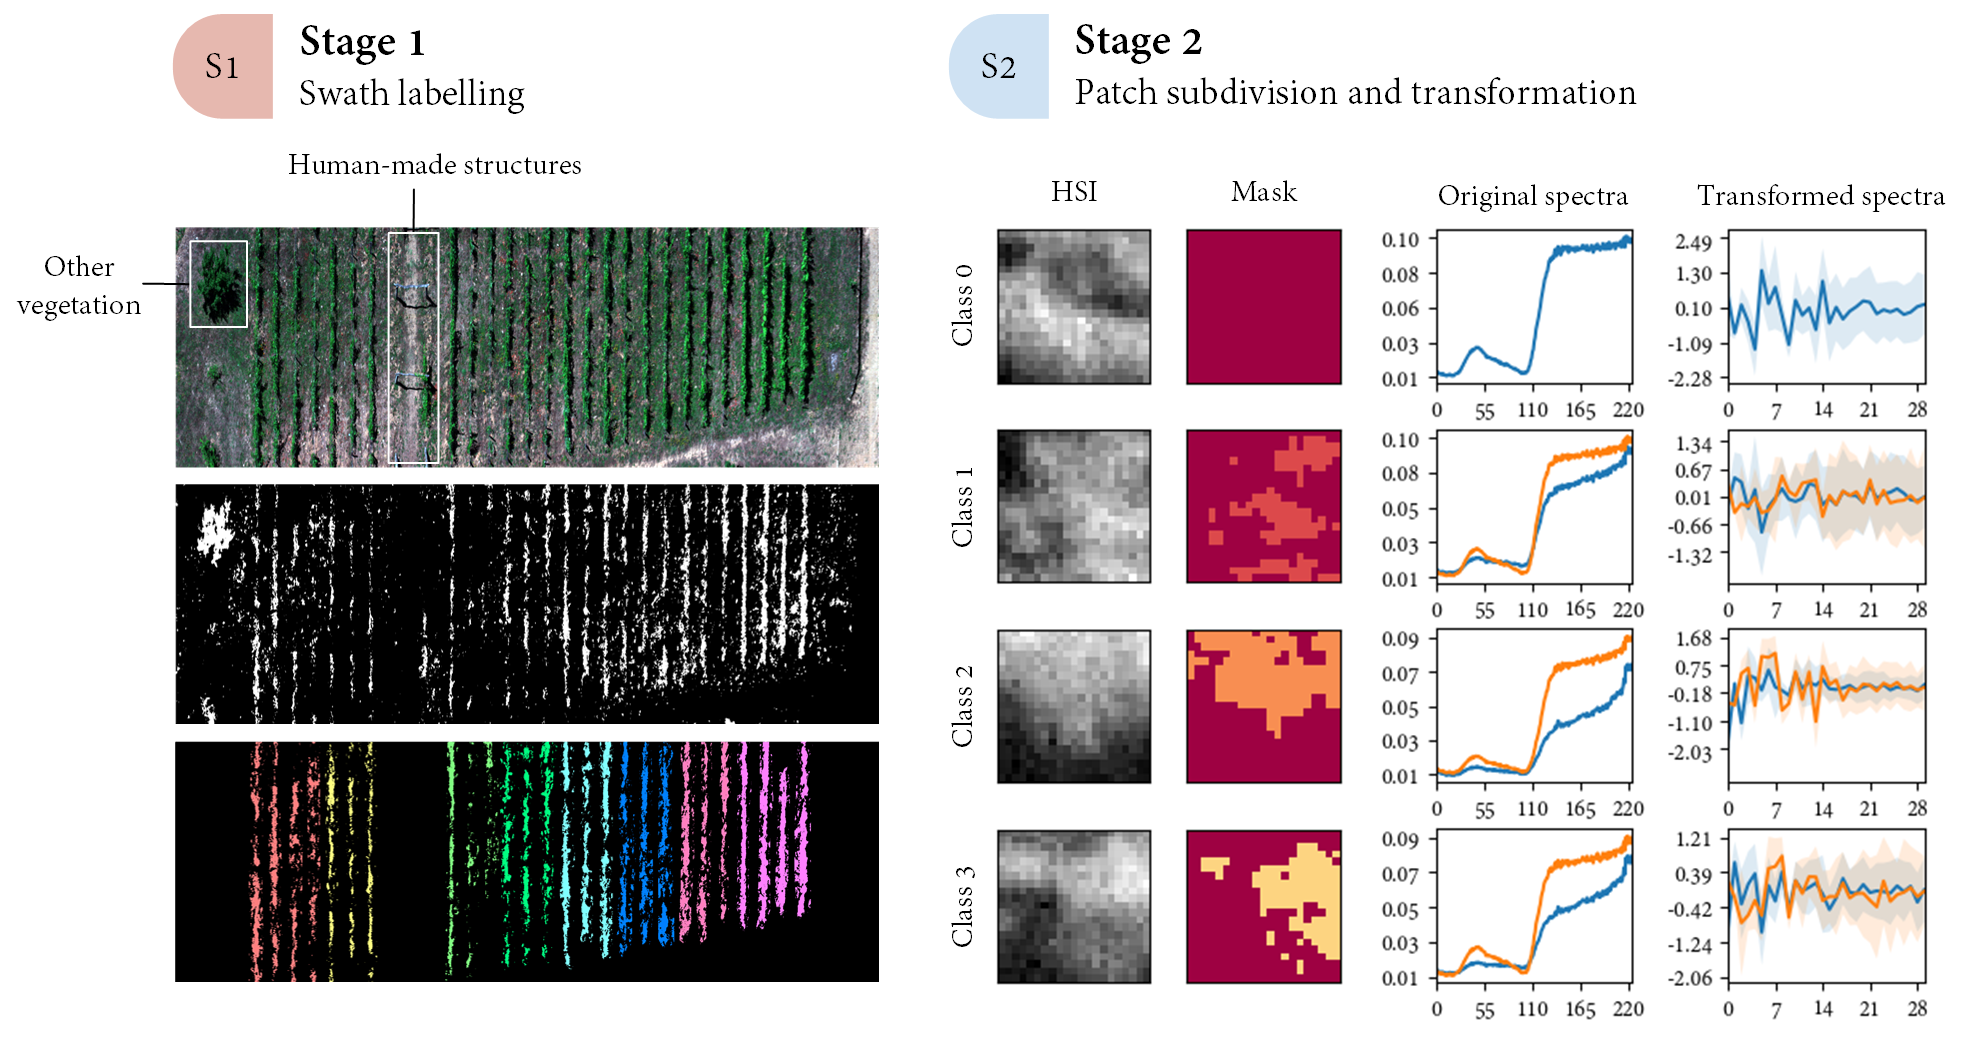 S1
Stage 1
Swath labelling
Human-made structures
Other
vegetation
S2
Stage 2
Patch subdivision and transformation
HSI
Mask
Original spectra
Transformed spectra
Class 0
0.10
0.08
0.06
0.03
0.01
0 55 110 165 220
2.49
1.30
0.10
-1.09
-2.28
0 7 14 21 28
Class 1
0.10
0.08
0.05
0.03
0.01
0 55 110 165 220
1.34
0.67
0.01
-0.66
-1.32
0 7 14 21 28
Class 2
0.09
0.07
0.05
0.03
0.01
0 55 110 165 220
1.68
0.75
-0.18
-1.10
-2.03
0 7 14 21 28
Class 3
0.09
0.07
0.05
0.03
0.01
0 55 110 165 220
1.21
0.39
-0.42
-1.24
-2.06
0 7 14 21 28